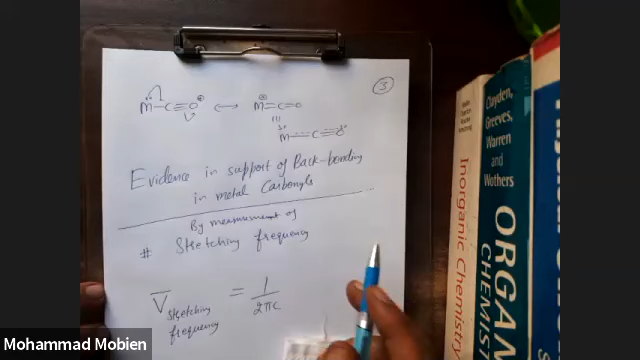 3
M-C≡O⊕ ↔ M⊕=C=O
(1)
M---C---O
Evidence in support of Back-bonding
in metal Carbonyls
By measurement of
# Stretching frequency
V̅ stretching frequency = 1/2πc
Inorganic Chemistry
Clayden,
Greeves,
Warren
and
Wothers
ORGANIC
CHEMISTRY
Mohammad Mobien